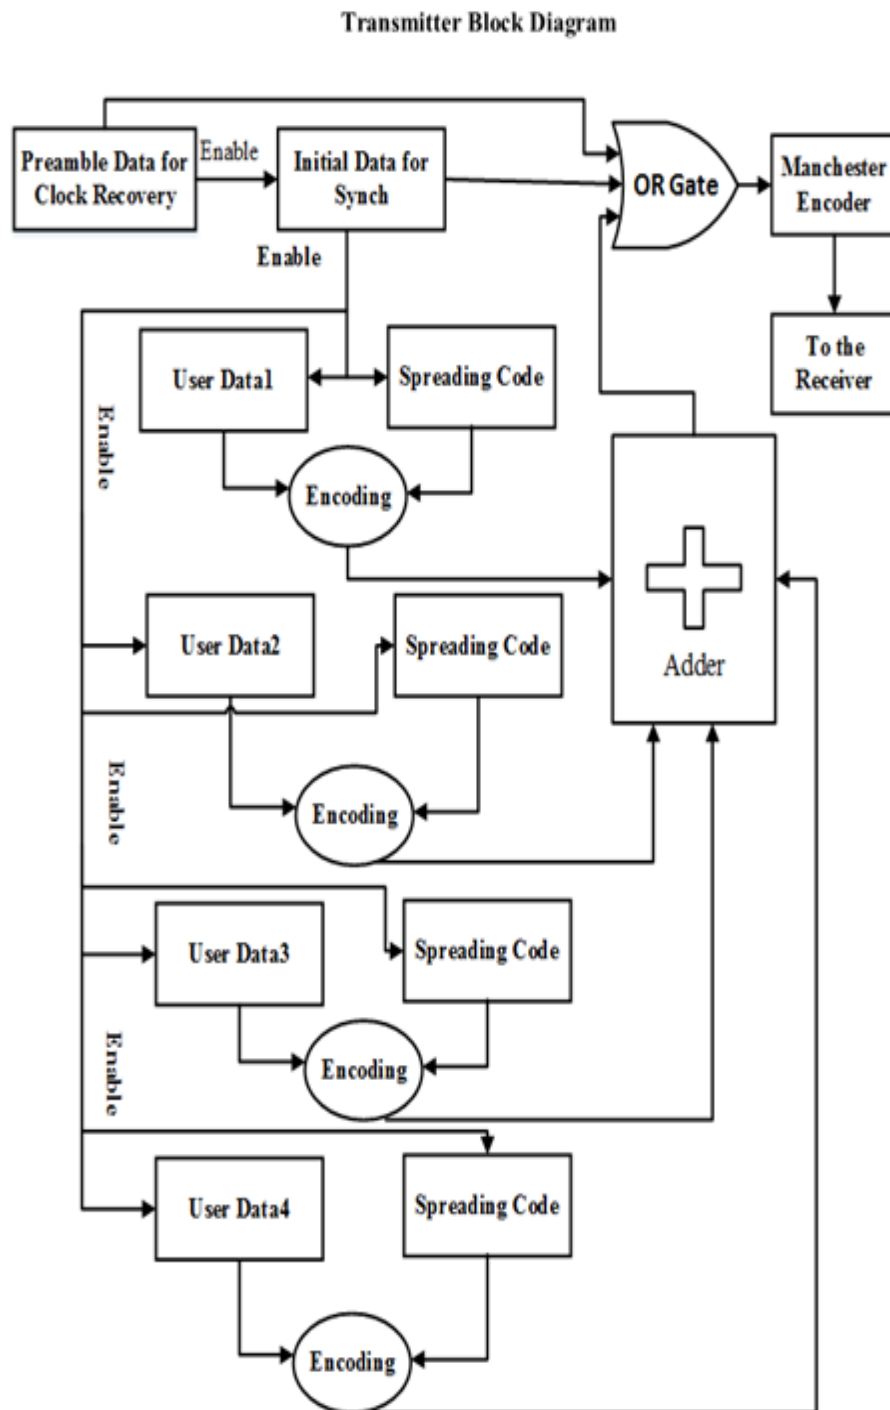 Transmitter Block Diagram
Preamble Data for
Clock Recovery
Enable
Initial Data for
Synch
OR Gate
Manchester
Encoder
Enable
To the
Receiver
User Data1
Spreading Code
Enable
Encoding
Adder
User Data2
Spreading Code
Enable
Encoding
User Data3
Spreading Code
Enable
Encoding
User Data4
Spreading Code
Encoding